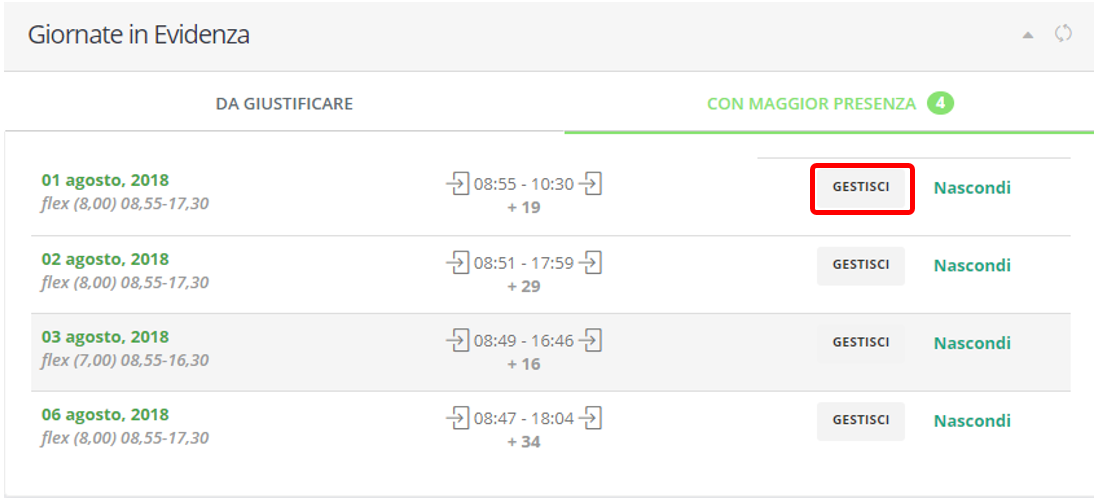 Giornate in Evidenza
DA GIUSTIFICARE
CON MAGGIOR PRESENZA 4
01 agosto, 2018
flex (8,00) 08,55-17,30
08:55 - 10:30
+ 19
GESTISCI
Nascondi
02 agosto, 2018
flex (8,00) 08,55-17,30
08:51 - 17:59
+ 29
GESTISCI
Nascondi
03 agosto, 2018
flex (7,00) 08,55-16,30
08:49 - 16:46
+ 16
GESTISCI
Nascondi
06 agosto, 2018
flex (8,00) 08,55-17,30
08:47 - 18:04
+ 34
GESTISCI
Nascondi